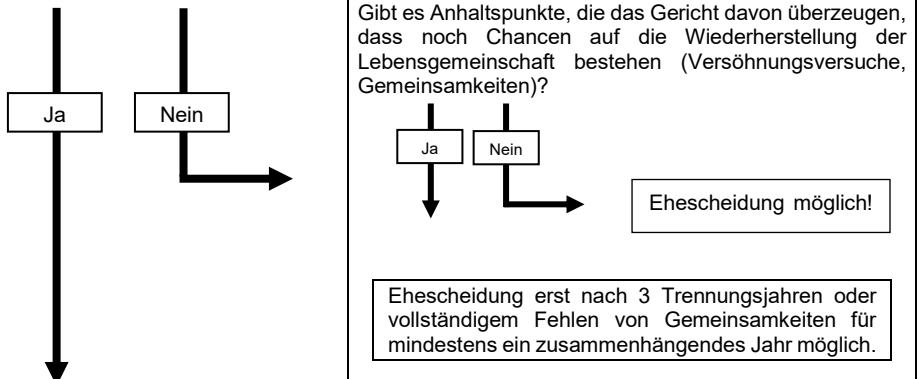 Gibt es Anhaltspunkte, die das Gericht davon überzeugen,
dass noch Chancen auf die Wiederherstellung der
Lebensgemeinschaft bestehen (Versöhnungsversuche,
Gemeinsamkeiten)?
Ja
Nein
Ja
Nein
Ehescheidung möglich!
Ehescheidung erst nach 3 Trennungsjahren oder
vollständigem Fehlen von Gemeinsamkeiten für
mindestens ein zusammenhängendes Jahr möglich.